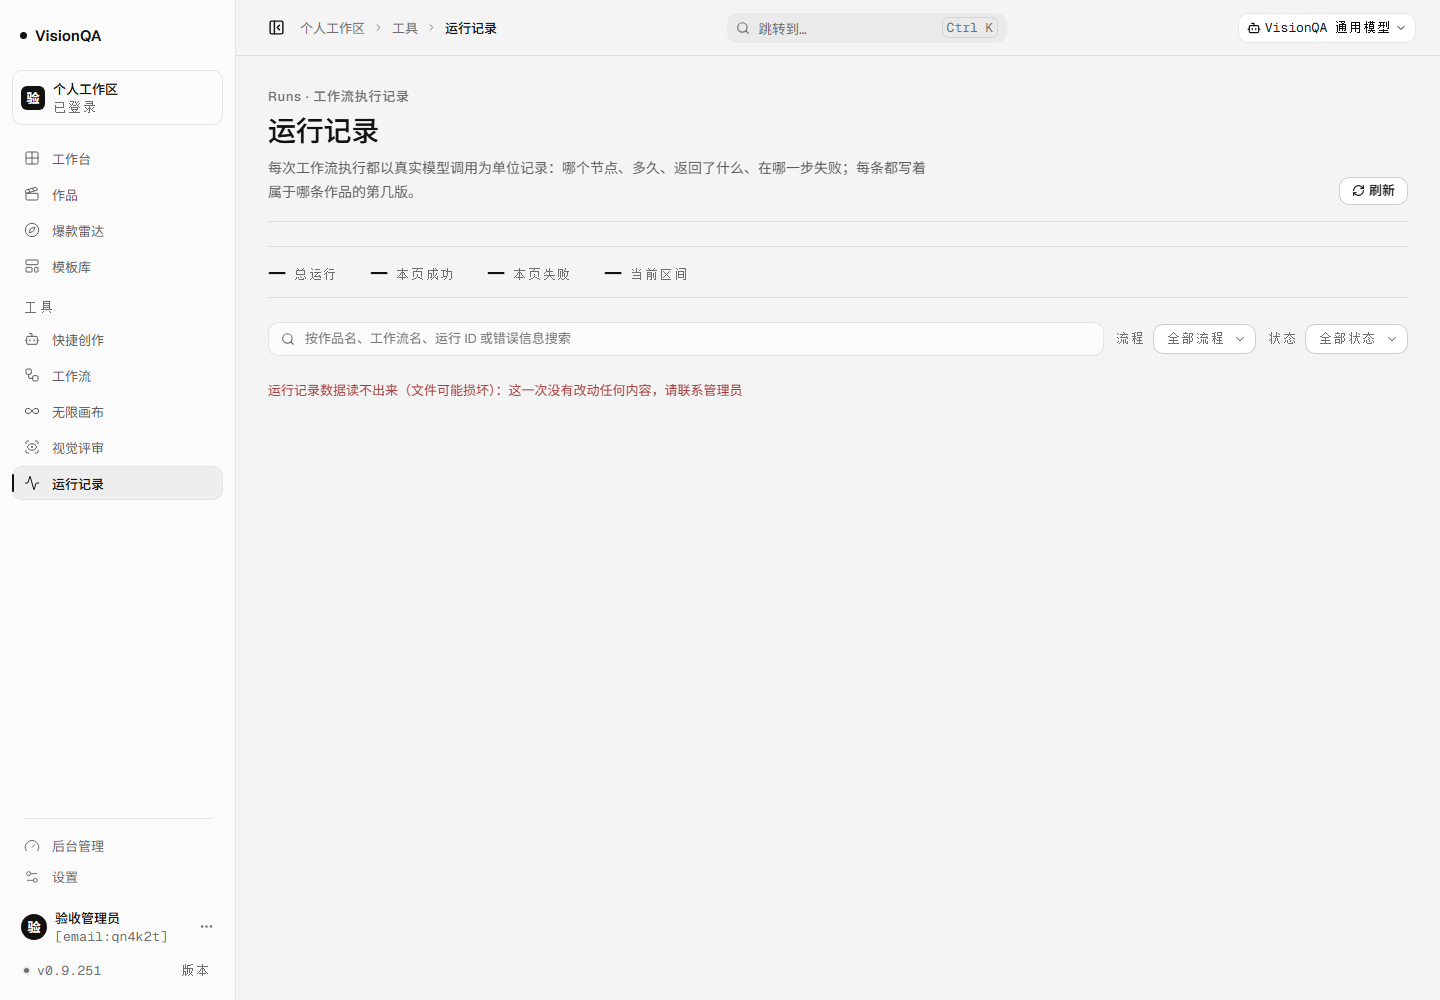 VisionQA
验
个人工作区
已登录
工作台
作品
爆款雷达
模板库
工具
快捷创作
工作流
无限画布
视觉评审
运行记录
后台管理
设置
验
验收管理员
[email:qn4k2t]
v0.9.251
版本
个人工作区 > 工具 > 运行记录
跳转到...
Ctrl K
VisionQA 通用模型
Runs · 工作流执行记录
运行记录
每次工作流执行都以真实模型调用为单位记录：哪个节点、多久、返回了什么、在哪一步失败；每条都写着
属于哪条作品的第几版。
刷新
— 总运行
— 本页成功
— 本页失败
— 当前区间
按作品名、工作流名、运行 ID 或错误信息搜索
流程
全部流程
状态
全部状态
运行记录数据读不出来（文件可能损坏）：这一次没有改动任何内容，请联系管理员